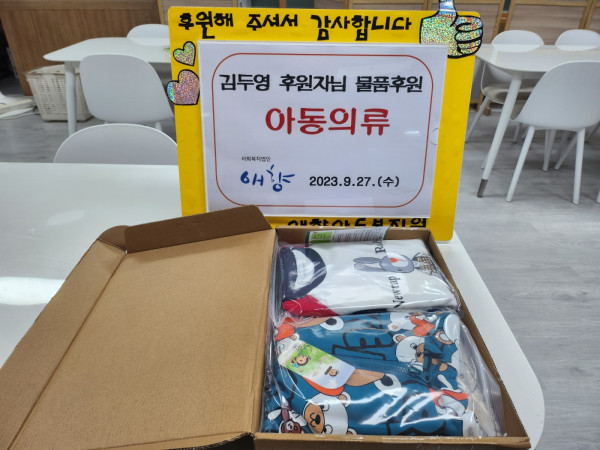 후원해 주셔서 감사합니다
김두영 후원자님 물품후원
아동의류
사회복지법인
애향 2023.9.27.(수)